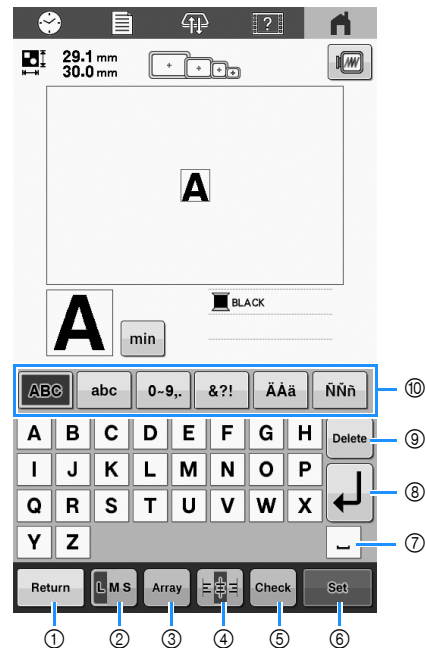 ?
29.1 mm
30.0 mm
A
A
min
BLACK
ABC abc 0~9,. &?! ÄÅä ÑÑñ ⑩
A B C D E F G H Delete ⑨
I J K L M N O P
Q R S T U V W X ⑧
Y Z ⑦
Return L M S Array Check Set
① ② ③ ④ ⑤ ⑥